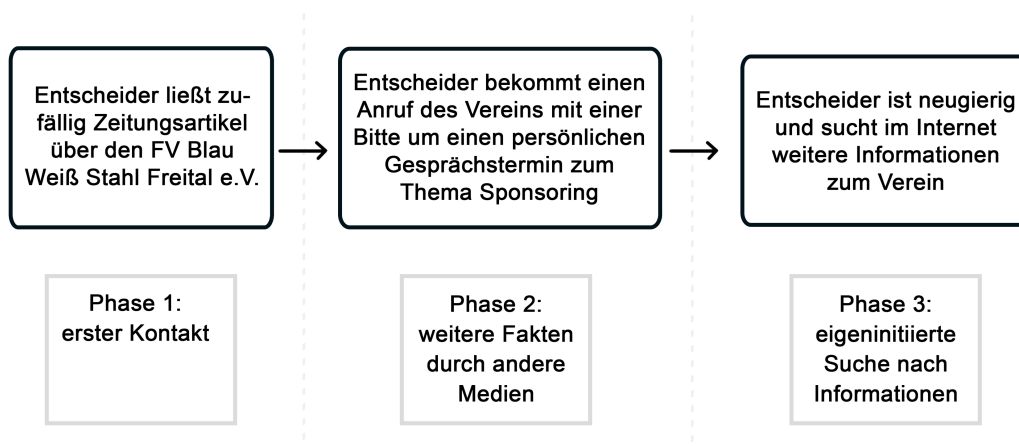 Entscheider ließt zu-
fällig Zeitungsartikel
über den FV Blau
Weiß Stahl Freital e.V.
Entscheider bekommt einen
Anruf des Vereins mit einer
Bitte um einen persönlichen
Gesprächstermin zum
Thema Sponsoring
Entscheider ist neugierig
und sucht im Internet
weitere Informationen
zum Verein
Phase 1:
erster Kontakt
Phase 2:
weitere Fakten
durch andere
Medien
Phase 3:
eigeninitiierte
Suche nach
Informationen